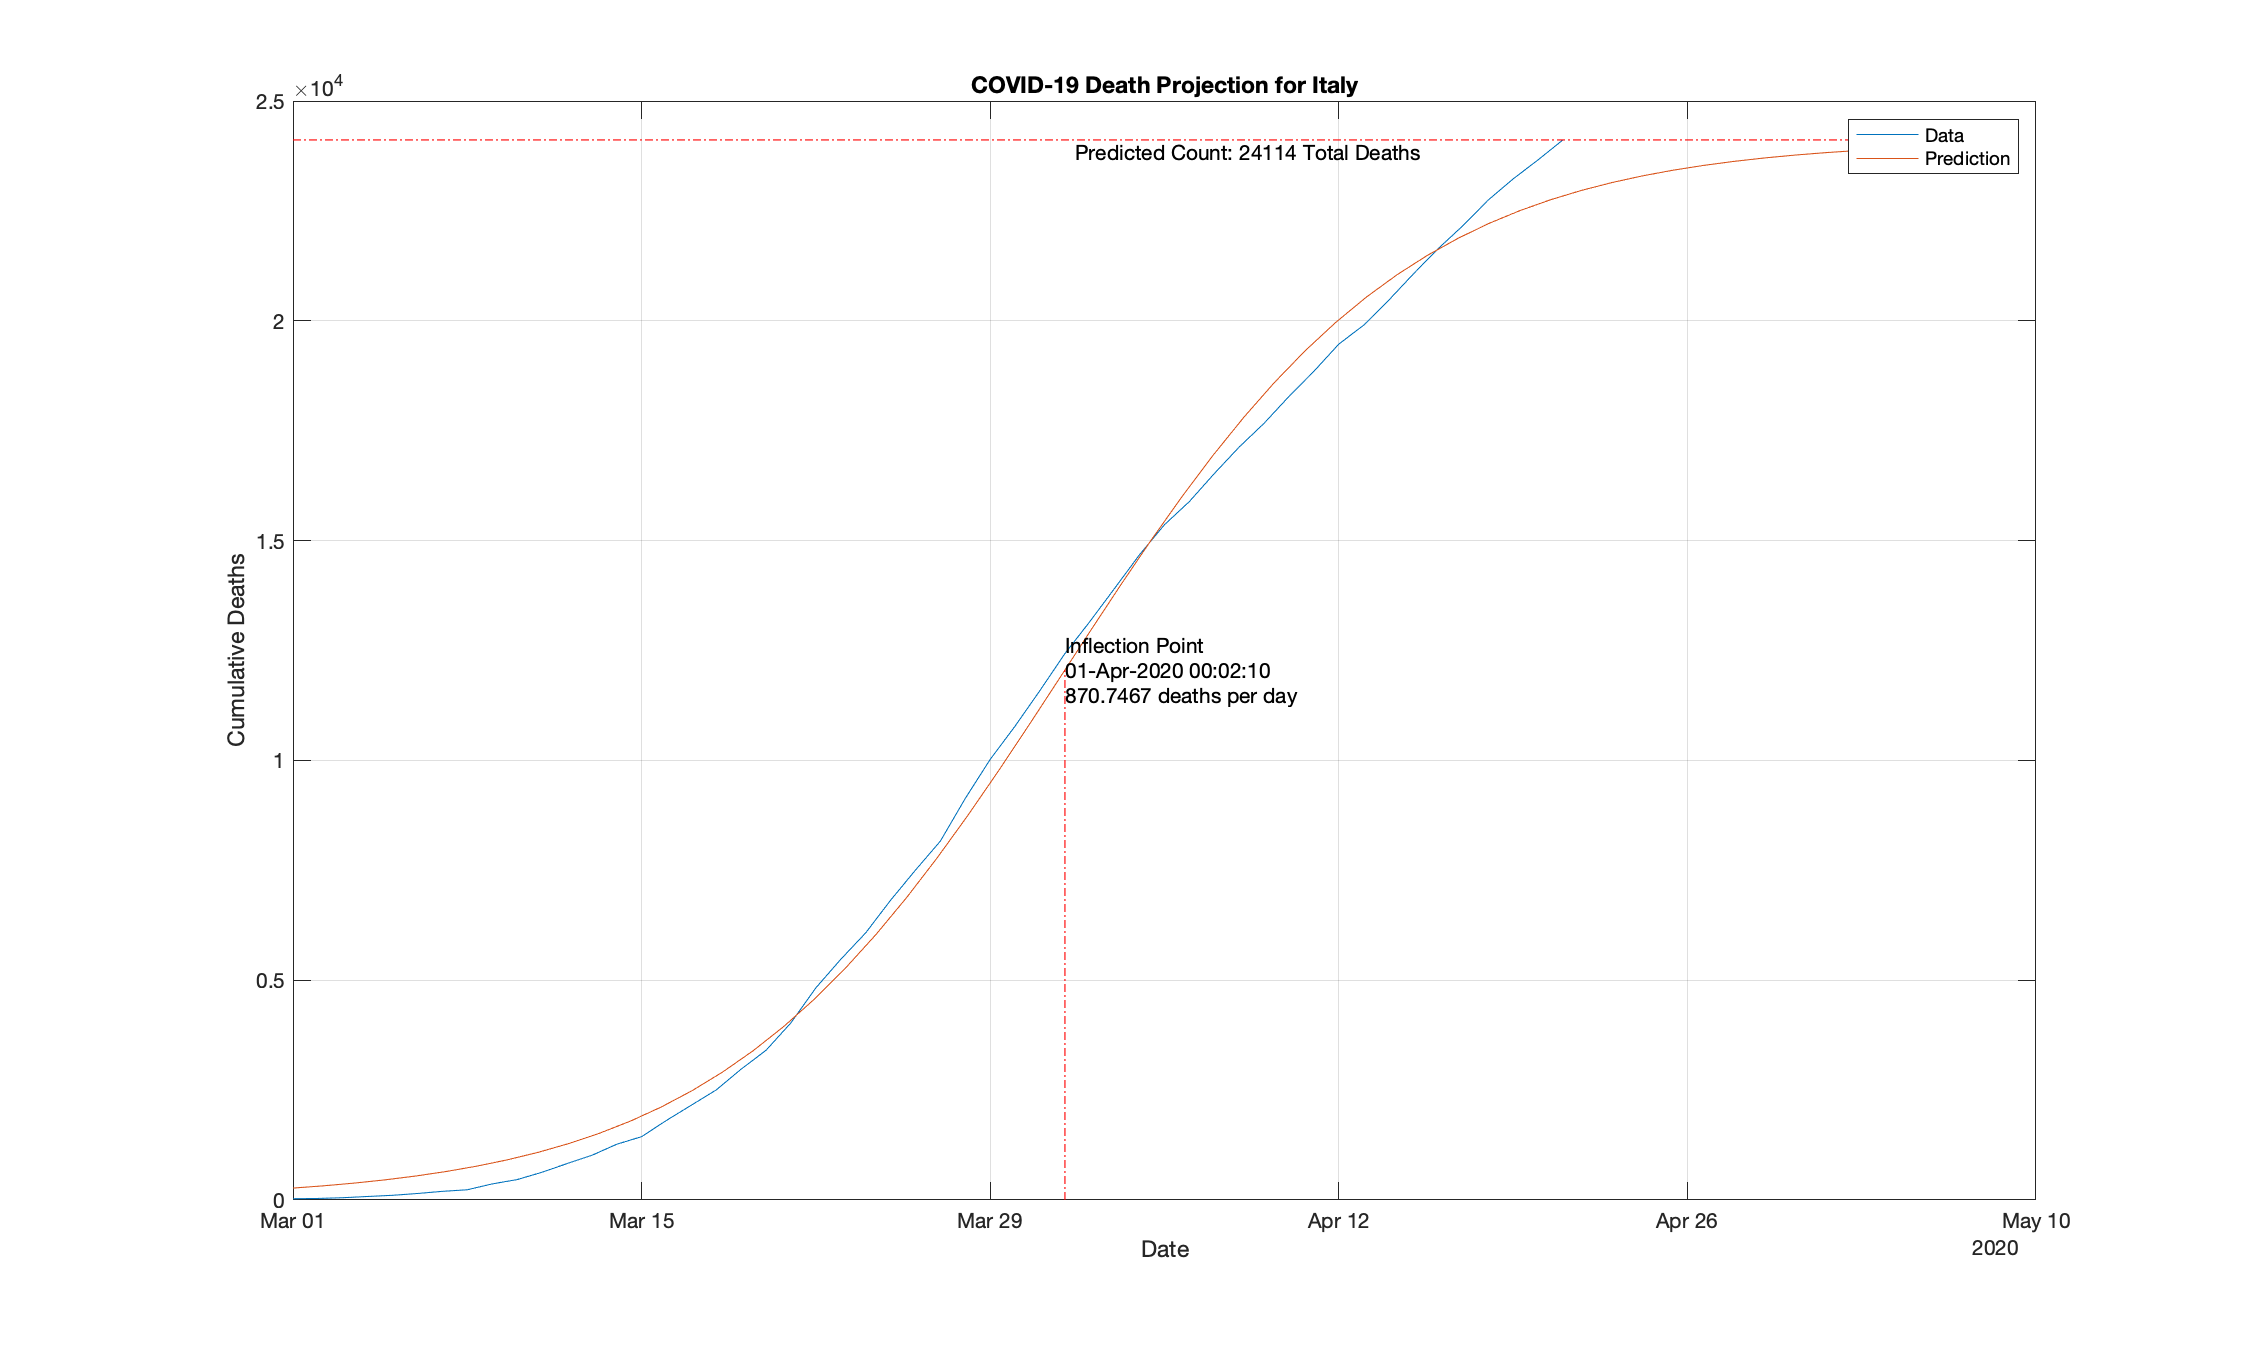 COVID-19 Death Projection for Italy
×10⁴
2.5
2
1.5
1
0.5
0
Cumulative Deaths
Predicted Count: 24114 Total Deaths
Data
Prediction
Inflection Point
01-Apr-2020 00:02:10
870.7467 deaths per day
Mar 01 Mar 15 Mar 29 Apr 12 Apr 26 May 10
Date
2020